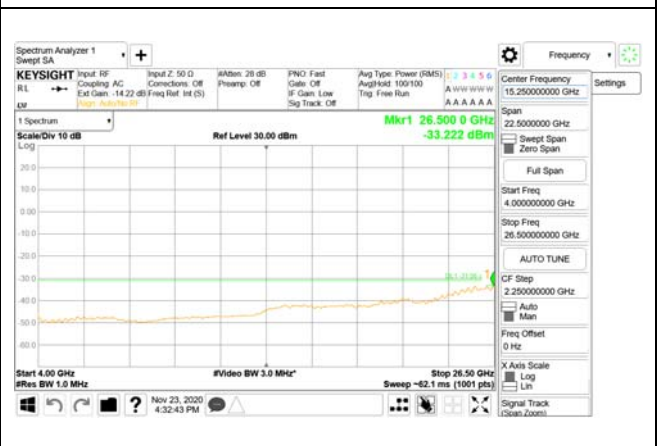 Spectrum Analyzer 1
Swept SA
Frequency
KEYSIGHT
RL
Input: RF
Coupling: AC
Ext Gain: -14.22 dB
Align: Auto/No RF
Input Z: 50 Ω
Corrections: Off
Freq Ref: Int (S)
#Atten: 28 dB
Preamp: Off
PNO: Fast
Gate: Off
IF Gain: Low
Sig Track: Off
Avg Type: Power (RMS)
Avg|Hold: 100/100
Trig: Free Run
1 2 3 4 5 6
A W W W W W
A A A A A A
Settings
1 Spectrum
Scale/Div 10 dB
Log
Ref Level 30.00 dBm
Mkr1 26.500 0 GHz
-33.222 dBm
20.0
10.0
0.00
-10.0
-20.0
-30.0
-40.0
-50.0
-60.0
1
Start 4.00 GHz
#Res BW 1.0 MHz
#Video BW 3.0 MHz*
Stop 26.50 GHz
Sweep ~62.1 ms (1001 pts)
Nov 23, 2020
4:32:43 PM
Center Frequency
15.250000000 GHz
Span
22.5000000 GHz
Swept Span
Zero Span
Full Span
Start Freq
4.000000000 GHz
Stop Freq
26.500000000 GHz
AUTO TUNE
CF Step
2.250000000 GHz
Auto
Man
Freq Offset
0 Hz
X Axis Scale
Log
Lin
Signal Track
(Span Zoom)